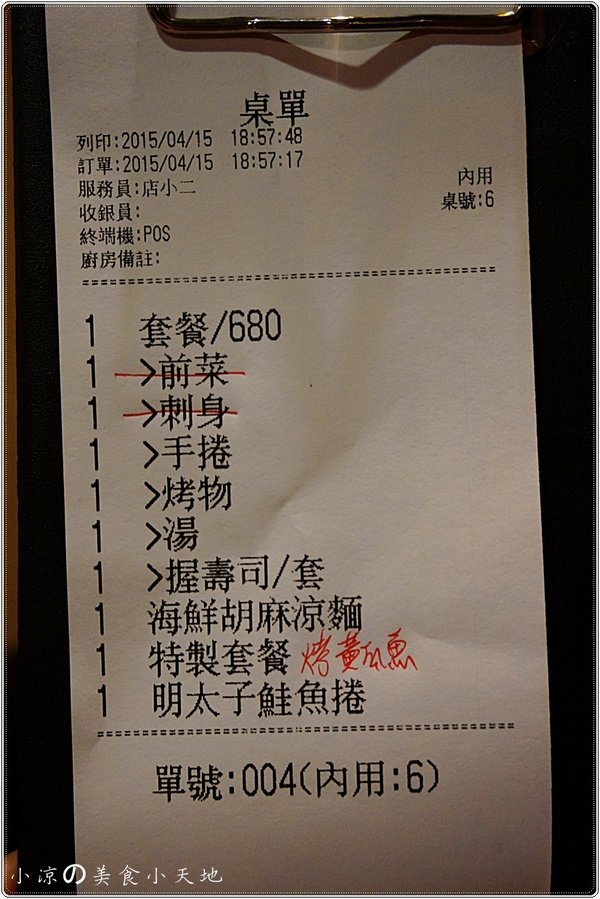 桌單
列印:2015/04/15 18:57:48
訂單:2015/04/15 18:57:17
服務員:店小二
內用
收銀員:
桌號:6
終端機:POS
廚房備註:
1 套餐/680
1 >前菜
1 >刺身
1 >手捲
1 >烤物
1 >湯
1 >握壽司/套
1 海鮮胡麻涼麵
1 特製套餐 烤黃瓜魚
1 明太子鮭魚捲
單號:004(內用:6)
小涼の美食小天地